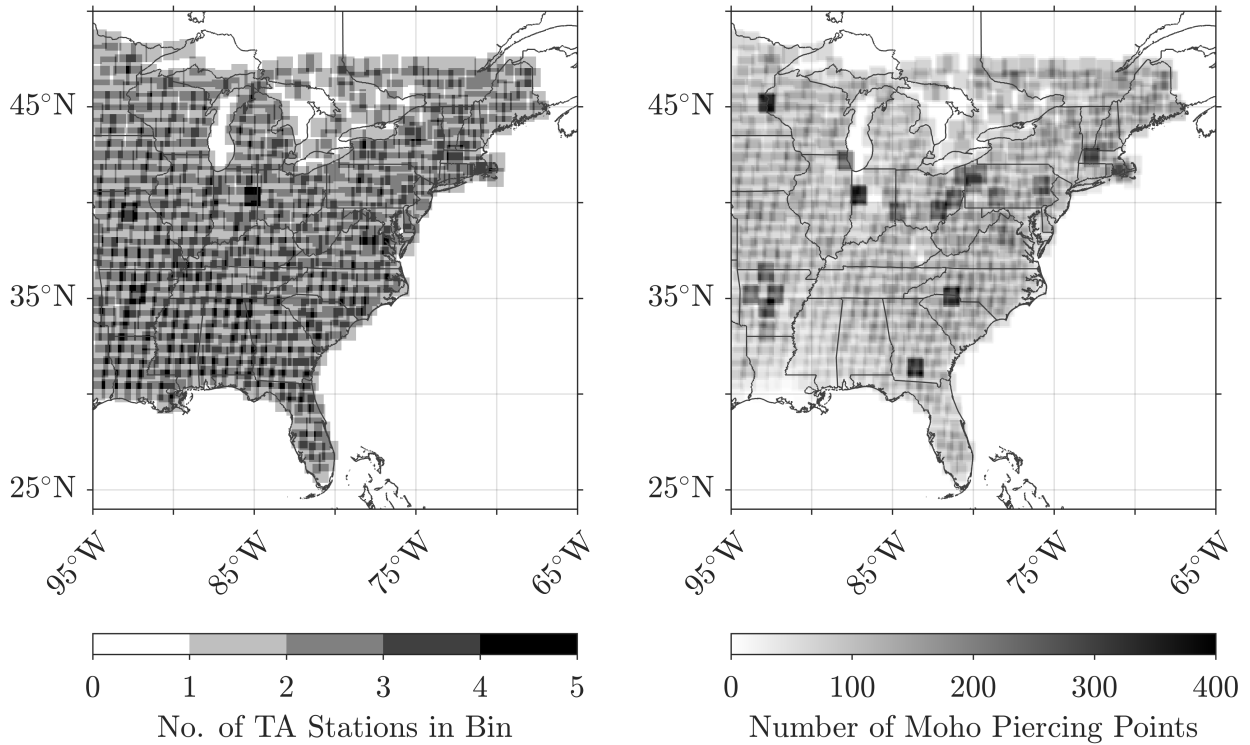 45°N
35°N
25°N
95°W
85°W
75°W
65°W
0 1 2 3 4 5
No. of TA Stations in Bin
45°N
35°N
25°N
95°W
85°W
75°W
65°W
0 100 200 300 400
Number of Moho Piercing Points